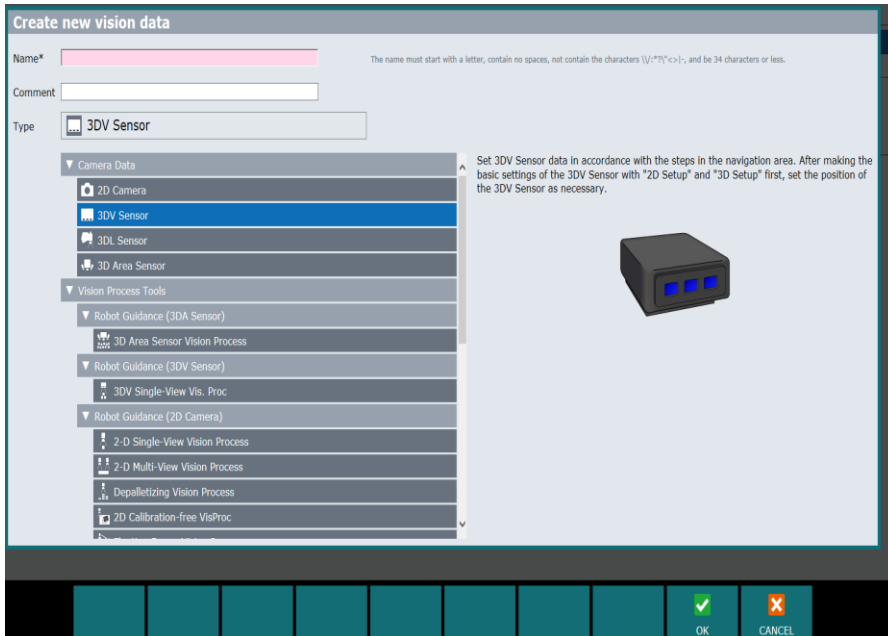 Create new vision data
Name*
The name must start with a letter, contain no spaces, not contain the characters \\/:*?\"<>|-, and be 34 characters or less.
Comment
Type
3DV Sensor
▼ Camera Data
2D Camera
3DV Sensor
3DL Sensor
3D Area Sensor
▼ Vision Process Tools
▼ Robot Guidance (3DA Sensor)
3D Area Sensor Vision Process
▼ Robot Guidance (3DV Sensor)
3DV Single-View Vis. Proc
▼ Robot Guidance (2D Camera)
2-D Single-View Vision Process
2-D Multi-View Vision Process
Depalletizing Vision Process
2D Calibration-free VisProc
Set 3DV Sensor data in accordance with the steps in the navigation area. After making the
basic settings of the 3DV Sensor with "2D Setup" and "3D Setup" first, set the position of
the 3DV Sensor as necessary.
OK
CANCEL